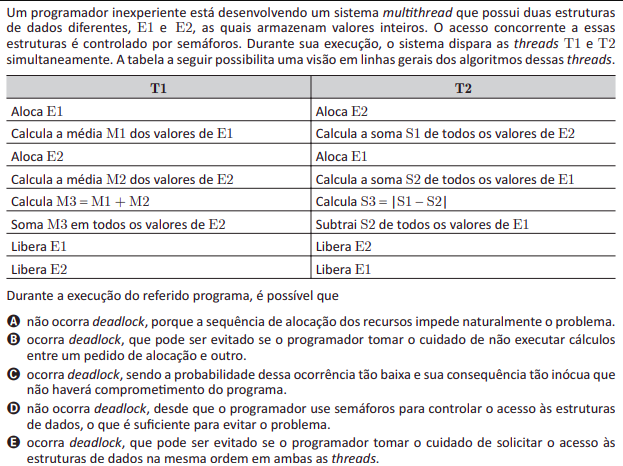 Um programador inexperiente está desenvolvendo um sistema multithread que possui duas estruturas
de dados diferentes, E1 e E2, as quais armazenam valores inteiros. O acesso concorrente a essas
estruturas é controlado por semáforos. Durante sua execução, o sistema dispara as threads T1 e T2
simultaneamente. A tabela a seguir possibilita uma visão em linhas gerais dos algoritmos dessas threads.
T1 T2
Aloca E1 Aloca E2
Calcula a média M1 dos valores de E1 Calcula a soma S1 de todos os valores de E2
Aloca E2 Aloca E1
Calcula a média M2 dos valores de E2 Calcula a soma S2 de todos os valores de E1
Calcula M3 = M1 + M2 Calcula S3 = |S1 – S2|
Soma M3 em todos os valores de E2 Subtrai S2 de todos os valores de E1
Libera E1 Libera E2
Libera E2 Libera E1
Durante a execução do referido programa, é possível que
A não ocorra deadlock, porque a sequência de alocação dos recursos impede naturalmente o problema.
B ocorra deadlock, que pode ser evitado se o programador tomar o cuidado de não executar cálculos
entre um pedido de alocação e outro.
C ocorra deadlock, sendo a probabilidade dessa ocorrência tão baixa e sua consequência tão inócua que
não haverá comprometimento do programa.
D não ocorra deadlock, desde que o programador use semáforos para controlar o acesso às estruturas
de dados, o que é suficiente para evitar o problema.
E ocorra deadlock, que pode ser evitado se o programador tomar o cuidado de solicitar o acesso às
estruturas de dados na mesma ordem em ambas as threads.